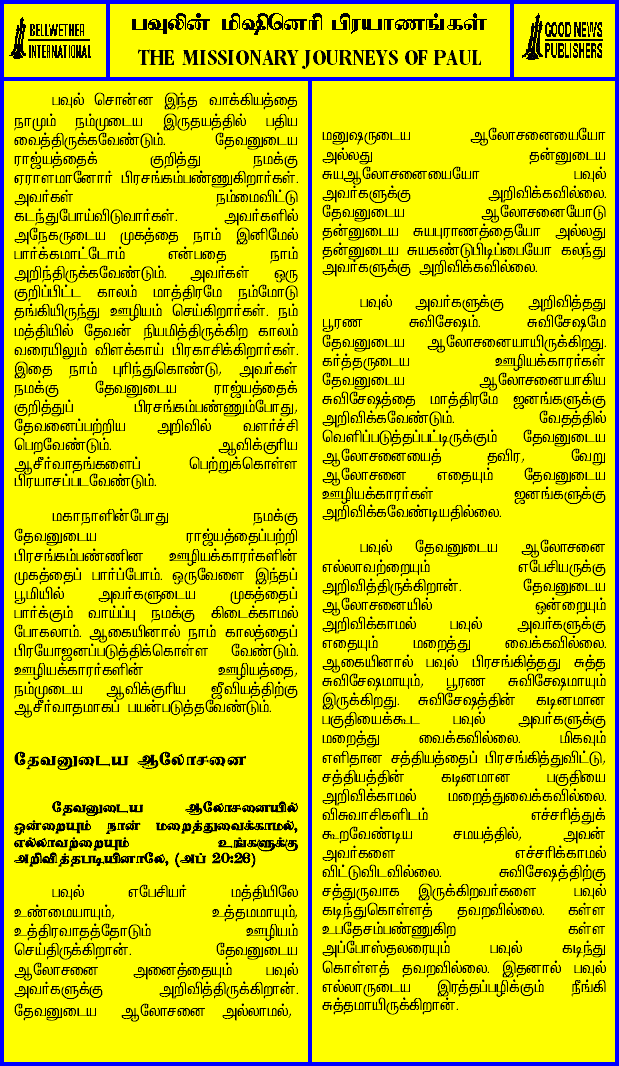 BELLWETHER
INTERNATIONAL
பவுலின் மிஷினெரி பிரயாணங்கள்
THE MISSIONARY JOURNEYS OF PAUL
GOOD NEWS
PUBLISHERS
பவுல் சொன்ன இந்த வாக்கியத்தை
நாமும் நம்முடைய இருதயத்தில் பதிய
வைத்திருக்கவேண்டும். தேவனுடைய
ராஜ்யத்தைக் குறித்து நமக்கு
ஏராளமானோர் பிரசங்கம்பண்ணுகிறார்கள்.
அவர்கள் நம்மைவிட்டு
கடந்துபோய்விடுவார்கள். அவர்களில்
அநேகருடைய முகத்தை நாம் இனிமேல்
பார்க்கமாட்டோம் என்பதை நாம்
அறிந்திருக்கவேண்டும். அவர்கள் ஒரு
குறிப்பிட்ட காலம் மாத்திரமே நம்மோடு
தங்கியிருந்து ஊழியம் செய்கிறார்கள். நம்
மத்தியில் தேவன் நியமித்திருக்கிற காலம்
வரையிலும் விளக்காய் பிரகாசிக்கிறார்கள்.
இதை நாம் புரிந்துகொண்டு, அவர்கள்
நமக்கு தேவனுடைய ராஜ்யத்தைக்
குறித்துப் பிரசங்கம்பண்ணும்போது,
தேவனைப்பற்றிய அறிவில் வளர்ச்சி
பெறவேண்டும். ஆவிக்குரிய
ஆசீர்வாதங்களைப் பெற்றுக்கொள்ள
பிரயாசப்படவேண்டும்.
மகாநாளின்போது நமக்கு
தேவனுடைய ராஜ்யத்தைப்பற்றி
பிரசங்கம்பண்ணின ஊழியக்காரர்களின்
முகத்தைப் பார்ப்போம். ஒருவேளை இந்தப்
பூமியில் அவர்களுடைய முகத்தைப்
பார்க்கும் வாய்ப்பு நமக்கு கிடைக்காமல்
போகலாம். ஆகையினால் நாம் காலத்தைப்
பிரயோஜனப்படுத்திக்கொள்ள வேண்டும்.
ஊழியக்காரர்களின் ஊழியத்தை,
நம்முடைய ஆவிக்குரிய ஜீவியத்திற்கு
ஆசீர்வாதமாகப் பயன்படுத்தவேண்டும்.
தேவனுடைய ஆலோசனை
தேவனுடைய ஆலோசனையில்
ஒன்றையும் நான் மறைத்துவைக்காமல்,
எல்லாவற்றையும் உங்களுக்கு
அறிவித்தபடியினாலே, (அப் 20:26)
பவுல் எபேசியர் மத்தியிலே
உண்மையாயும், உத்தமமாயும்,
உத்திரவாதத்தோடும் ஊழியம்
செய்திருக்கிறான். தேவனுடைய
ஆலோசனை அனைத்தையும் பவுல்
அவர்களுக்கு அறிவித்திருக்கிறான்.
தேவனுடைய ஆலோசனை அல்லாமல்,
மனுஷருடைய ஆலோசனையையோ
அல்லது தன்னுடைய
சுயஆலோசனையையோ பவுல்
அவர்களுக்கு அறிவிக்கவில்லை.
தேவனுடைய ஆலோசனையோடு
தன்னுடைய சுயபுராணத்தையோ அல்லது
தன்னுடைய சுயகண்டுபிடிப்பையோ கலந்து
அவர்களுக்கு அறிவிக்கவில்லை.
பவுல் அவர்களுக்கு அறிவித்தது
பூரண சுவிசேஷம். சுவிசேஷமே
தேவனுடைய ஆலோசனையாயிருக்கிறது.
கர்த்தருடைய ஊழியக்காரர்கள்
தேவனுடைய ஆலோசனையாகிய
சுவிசேஷத்தை மாத்திரமே ஜனங்களுக்கு
அறிவிக்கவேண்டும். வேதத்தில்
வெளிப்படுத்தப்பட்டிருக்கும் தேவனுடைய
ஆலோசனையைத் தவிர, வேறு
ஆலோசனை எதையும் தேவனுடைய
ஊழியக்காரர்கள் ஜனங்களுக்கு
அறிவிக்கவேண்டியதில்லை.
பவுல் தேவனுடைய ஆலோசனை
எல்லாவற்றையும் எபேசியருக்கு
அறிவித்திருக்கிறான். தேவனுடைய
ஆலோசனையில் ஒன்றையும்
அறிவிக்காமல் பவுல் அவர்களுக்கு
எதையும் மறைத்து வைக்கவில்லை.
ஆகையினால் பவுல் பிரசங்கித்தது சுத்த
சுவிசேஷமாயும், பூரண சுவிசேஷமாயும்
இருக்கிறது. சுவிசேஷத்தின் கடினமான
பகுதியைக்கூட பவுல் அவர்களுக்கு
மறைத்து வைக்கவில்லை. மிகவும்
எளிதான சத்தியத்தைப் பிரசங்கித்துவிட்டு,
சத்தியத்தின் கடினமான பகுதியை
அறிவிக்காமல் மறைத்துவைக்கவில்லை.
விசுவாசிகளிடம் எச்சரித்துக்
கூறவேண்டிய சமயத்தில், அவன்
அவர்களை எச்சரிக்காமல்
விட்டுவிடவில்லை. சுவிசேஷத்திற்கு
சத்துருவாக இருக்கிறவர்களை பவுல்
கடிந்துகொள்ளத் தவறவில்லை. கள்ள
உபதேசம்பண்ணுகிற கள்ள
அப்போஸ்தலரையும் பவுல் கடிந்து
கொள்ளத் தவறவில்லை. இதனால் பவுல்
எல்லாருடைய இரத்தப்பழிக்கும் நீங்கி
சுத்தமாயிருக்கிறான்.